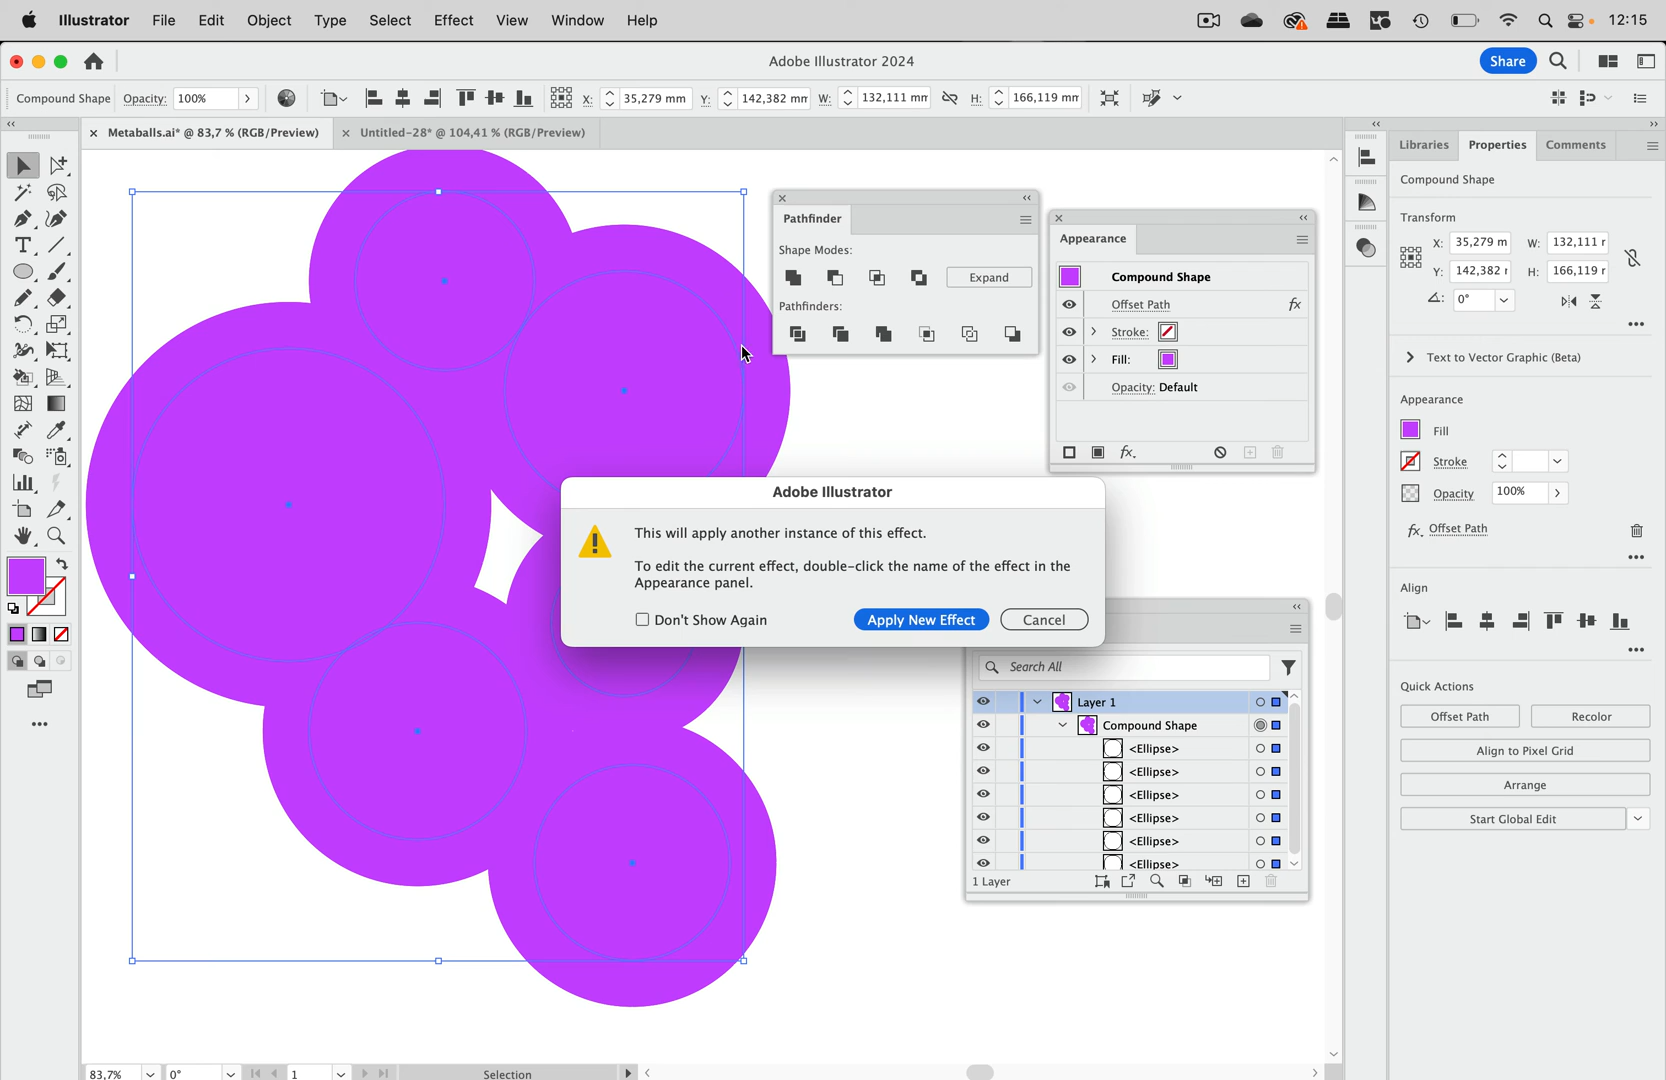 Illustrator File Edit Object Type Select Effect View Window Help 12:15
Adobe Illustrator 2024
Share
Compound Shape Opacity: 100% X: 35,279 mm Y: 142,382 mm W: 132,111 mm H: 166,119 mm
Metaballs.ai* @ 83,7 % (RGB/Preview) Untitled-28* @ 104,41 % (RGB/Preview)
Pathfinder
Shape Modes:
Expand
Pathfinders:
Appearance
Compound Shape
Offset Path fx
Stroke:
Fill:
Opacity: Default
fx.
Adobe Illustrator
This will apply another instance of this effect.
To edit the current effect, double-click the name of the effect in the
Appearance panel.
Don't Show Again
Apply New Effect
Cancel
Search All
Layer 1
Compound Shape
<Ellipse>
<Ellipse>
<Ellipse>
<Ellipse>
<Ellipse>
<Ellipse>
1 Layer
Libraries Properties Comments
Compound Shape
Transform
X: 35,279 m W: 132,111 r
Y: 142,382 r H: 166,119 r
0°
Text to Vector Graphic (Beta)
Appearance
Fill
Stroke
Opacity 100%
fx. Offset Path
Align
Quick Actions
Offset Path Recolor
Align to Pixel Grid
Arrange
Start Global Edit
83,7% 0° 1 Selection